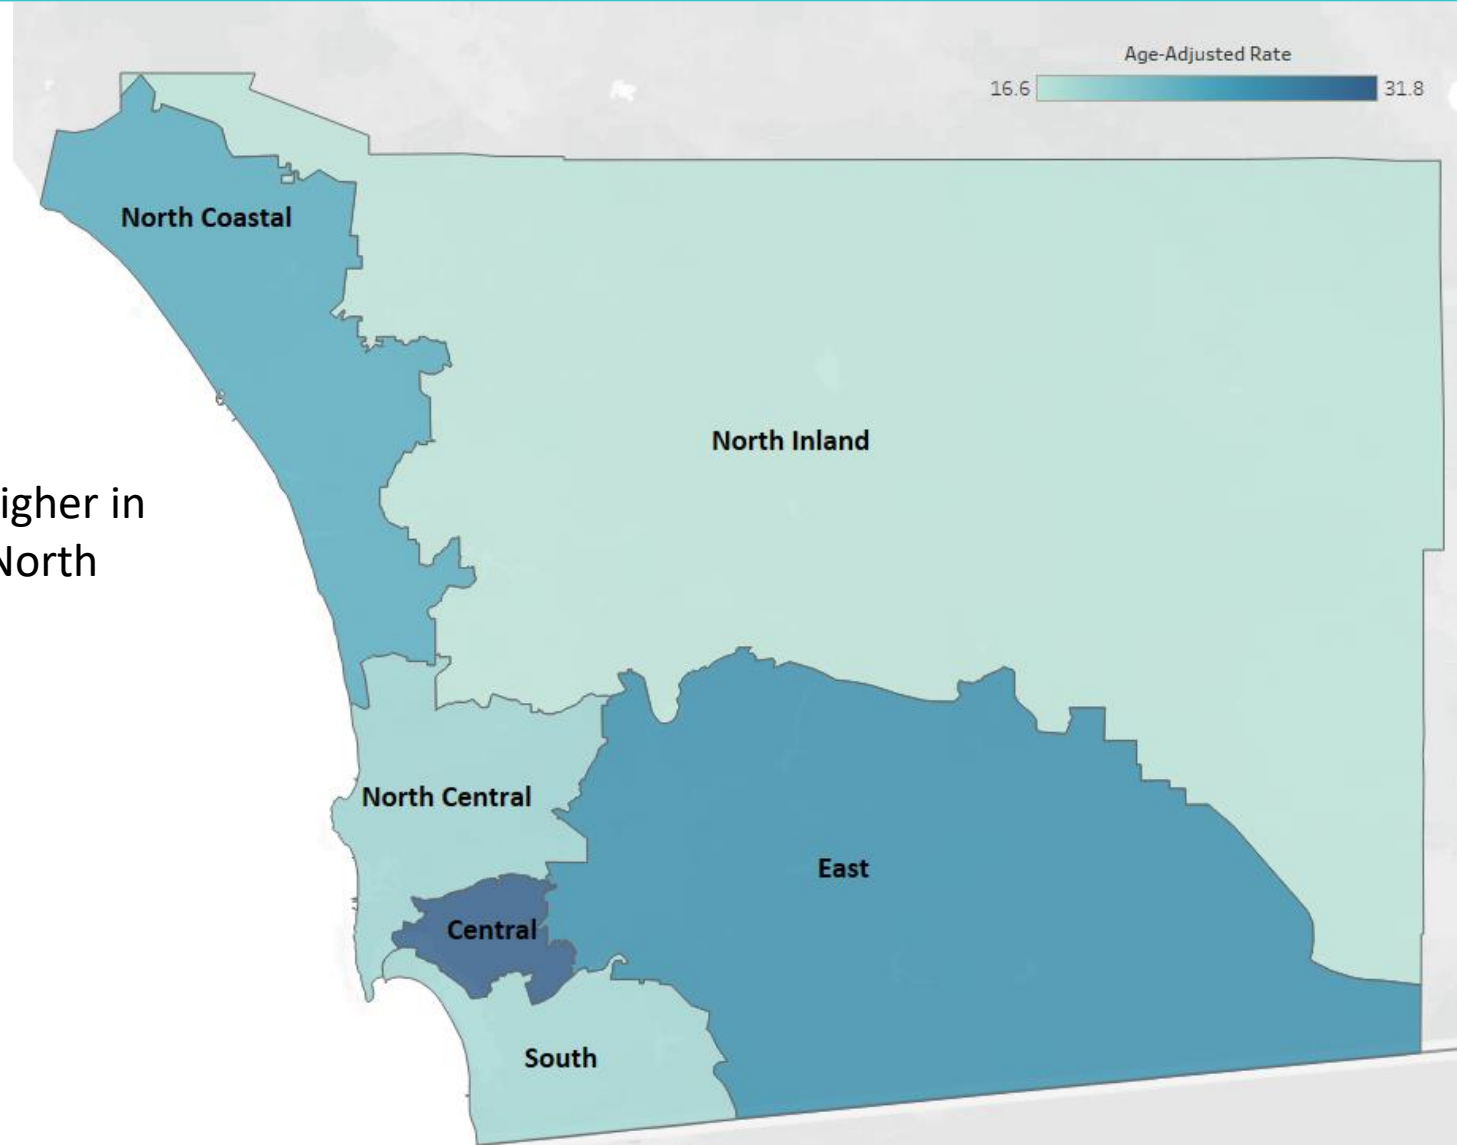 Age-Adjusted Rate
16.6 31.8
North Coastal
North Inland
igher in
North
North Central
East
Central
South